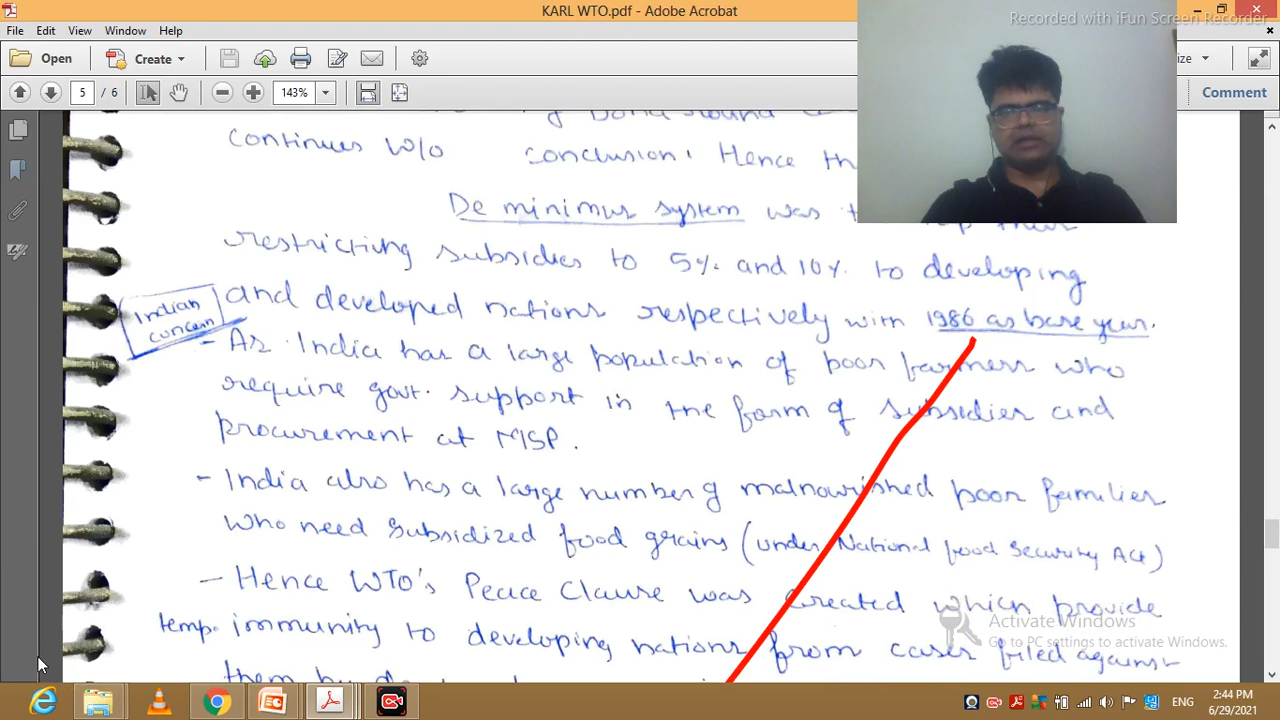 KARL WTO.pdf - Adobe Acrobat
Recorded with iFun Screen Recorder
File Edit View Window Help
Open Create
5 / 6 143% Comment
continues w/o conclusion. Hence
De minimus system was
restricting subsidies to 5% and 10% to developing
Indian concern
and developed nations respectively with 1986 as base year.
- As India has a large population of poor farmers who
require govt. support in the form of subsidies and
procurement at MSP.
- India also has a large number of malnourished poor families
who need subsidized food grains (under National food Security Act)
- Hence WTO's Peace Clause was created which provide
temp. immunity to developing nations from cases filed against
Activate Windows
Go to PC settings to activate Windows.
ENG
2:44 PM
6/29/2021